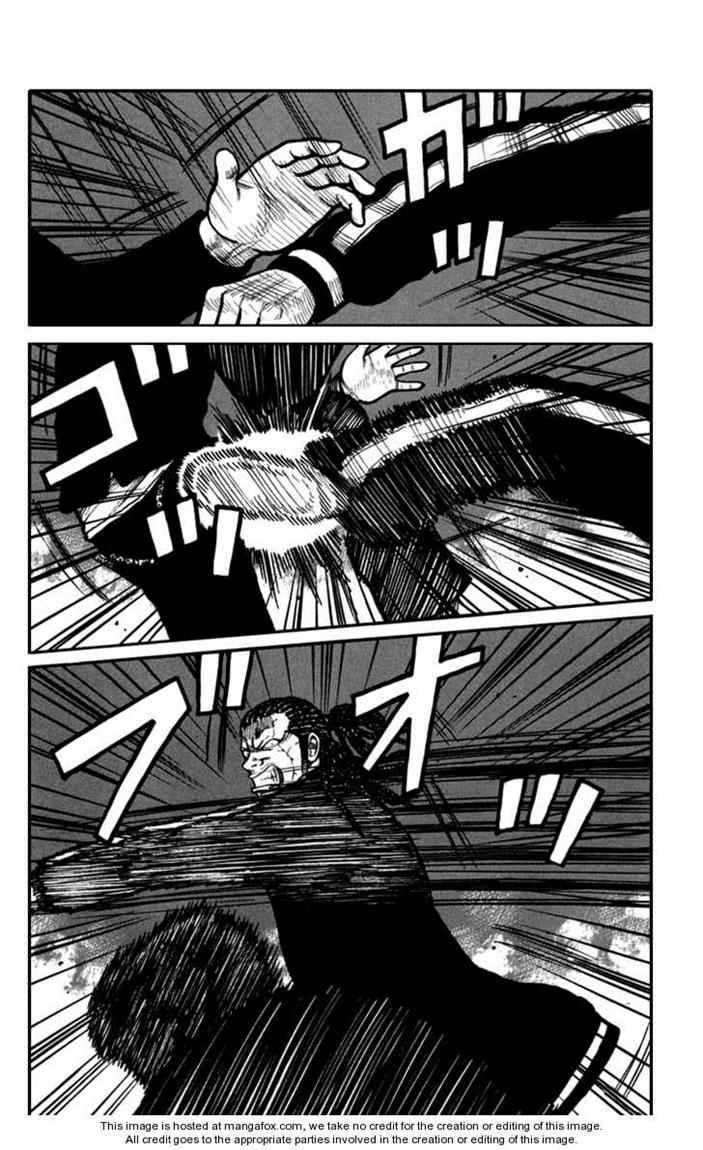 ガッ
ゴッ
ブオッ
This image is hosted at mangafox.com, we take no credit for the creation or editing of this image.
All credit goes to the appropriate parties involved in the creation or editing of this image.